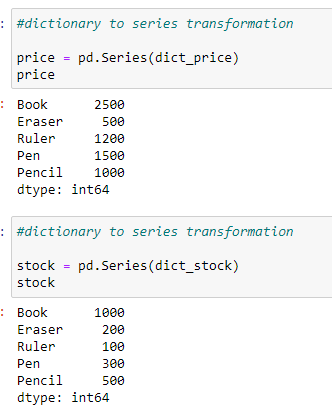 #dictionary to series transformation
price = pd.Series(dict_price)
price
Book      2500
Eraser     500
Ruler     1200
Pen       1500
Pencil    1000
dtype: int64
#dictionary to series transformation
stock = pd.Series(dict_stock)
stock
Book      1000
Eraser     200
Ruler      100
Pen        300
Pencil     500
dtype: int64